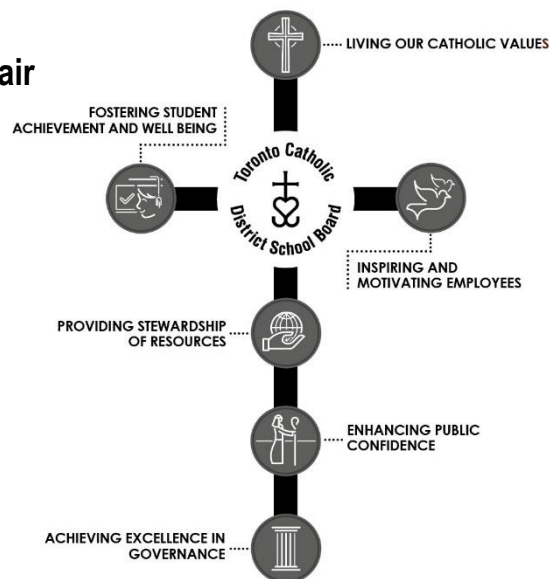 air
LIVING OUR CATHOLIC VALUES
FOSTERING STUDENT
ACHIEVEMENT AND WELL BEING
Toronto Catholic
District School Board
INSPIRING AND
MOTIVATING EMPLOYEES
PROVIDING STEWARDSHIP
OF RESOURCES
ENHANCING PUBLIC
CONFIDENCE
ACHIEVING EXCELLENCE IN
GOVERNANCE